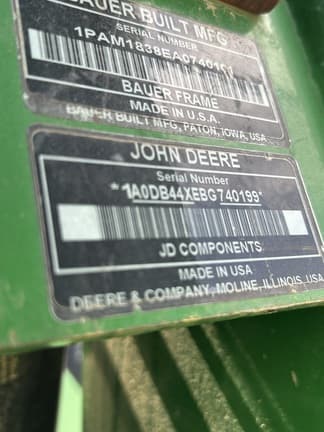 BAUER BUILT MFG
SERIAL NUMBER
BAUER FRAME
MADE IN U.S.A.
BAUER BUILT MFG, PATON, IOWA, USA
JOHN DEERE
Serial Number
*1A0DB44XEBG740199*
JD COMPONENTS
MADE IN USA
DEERE & COMPANY, MOLINE, ILLINOIS, USA